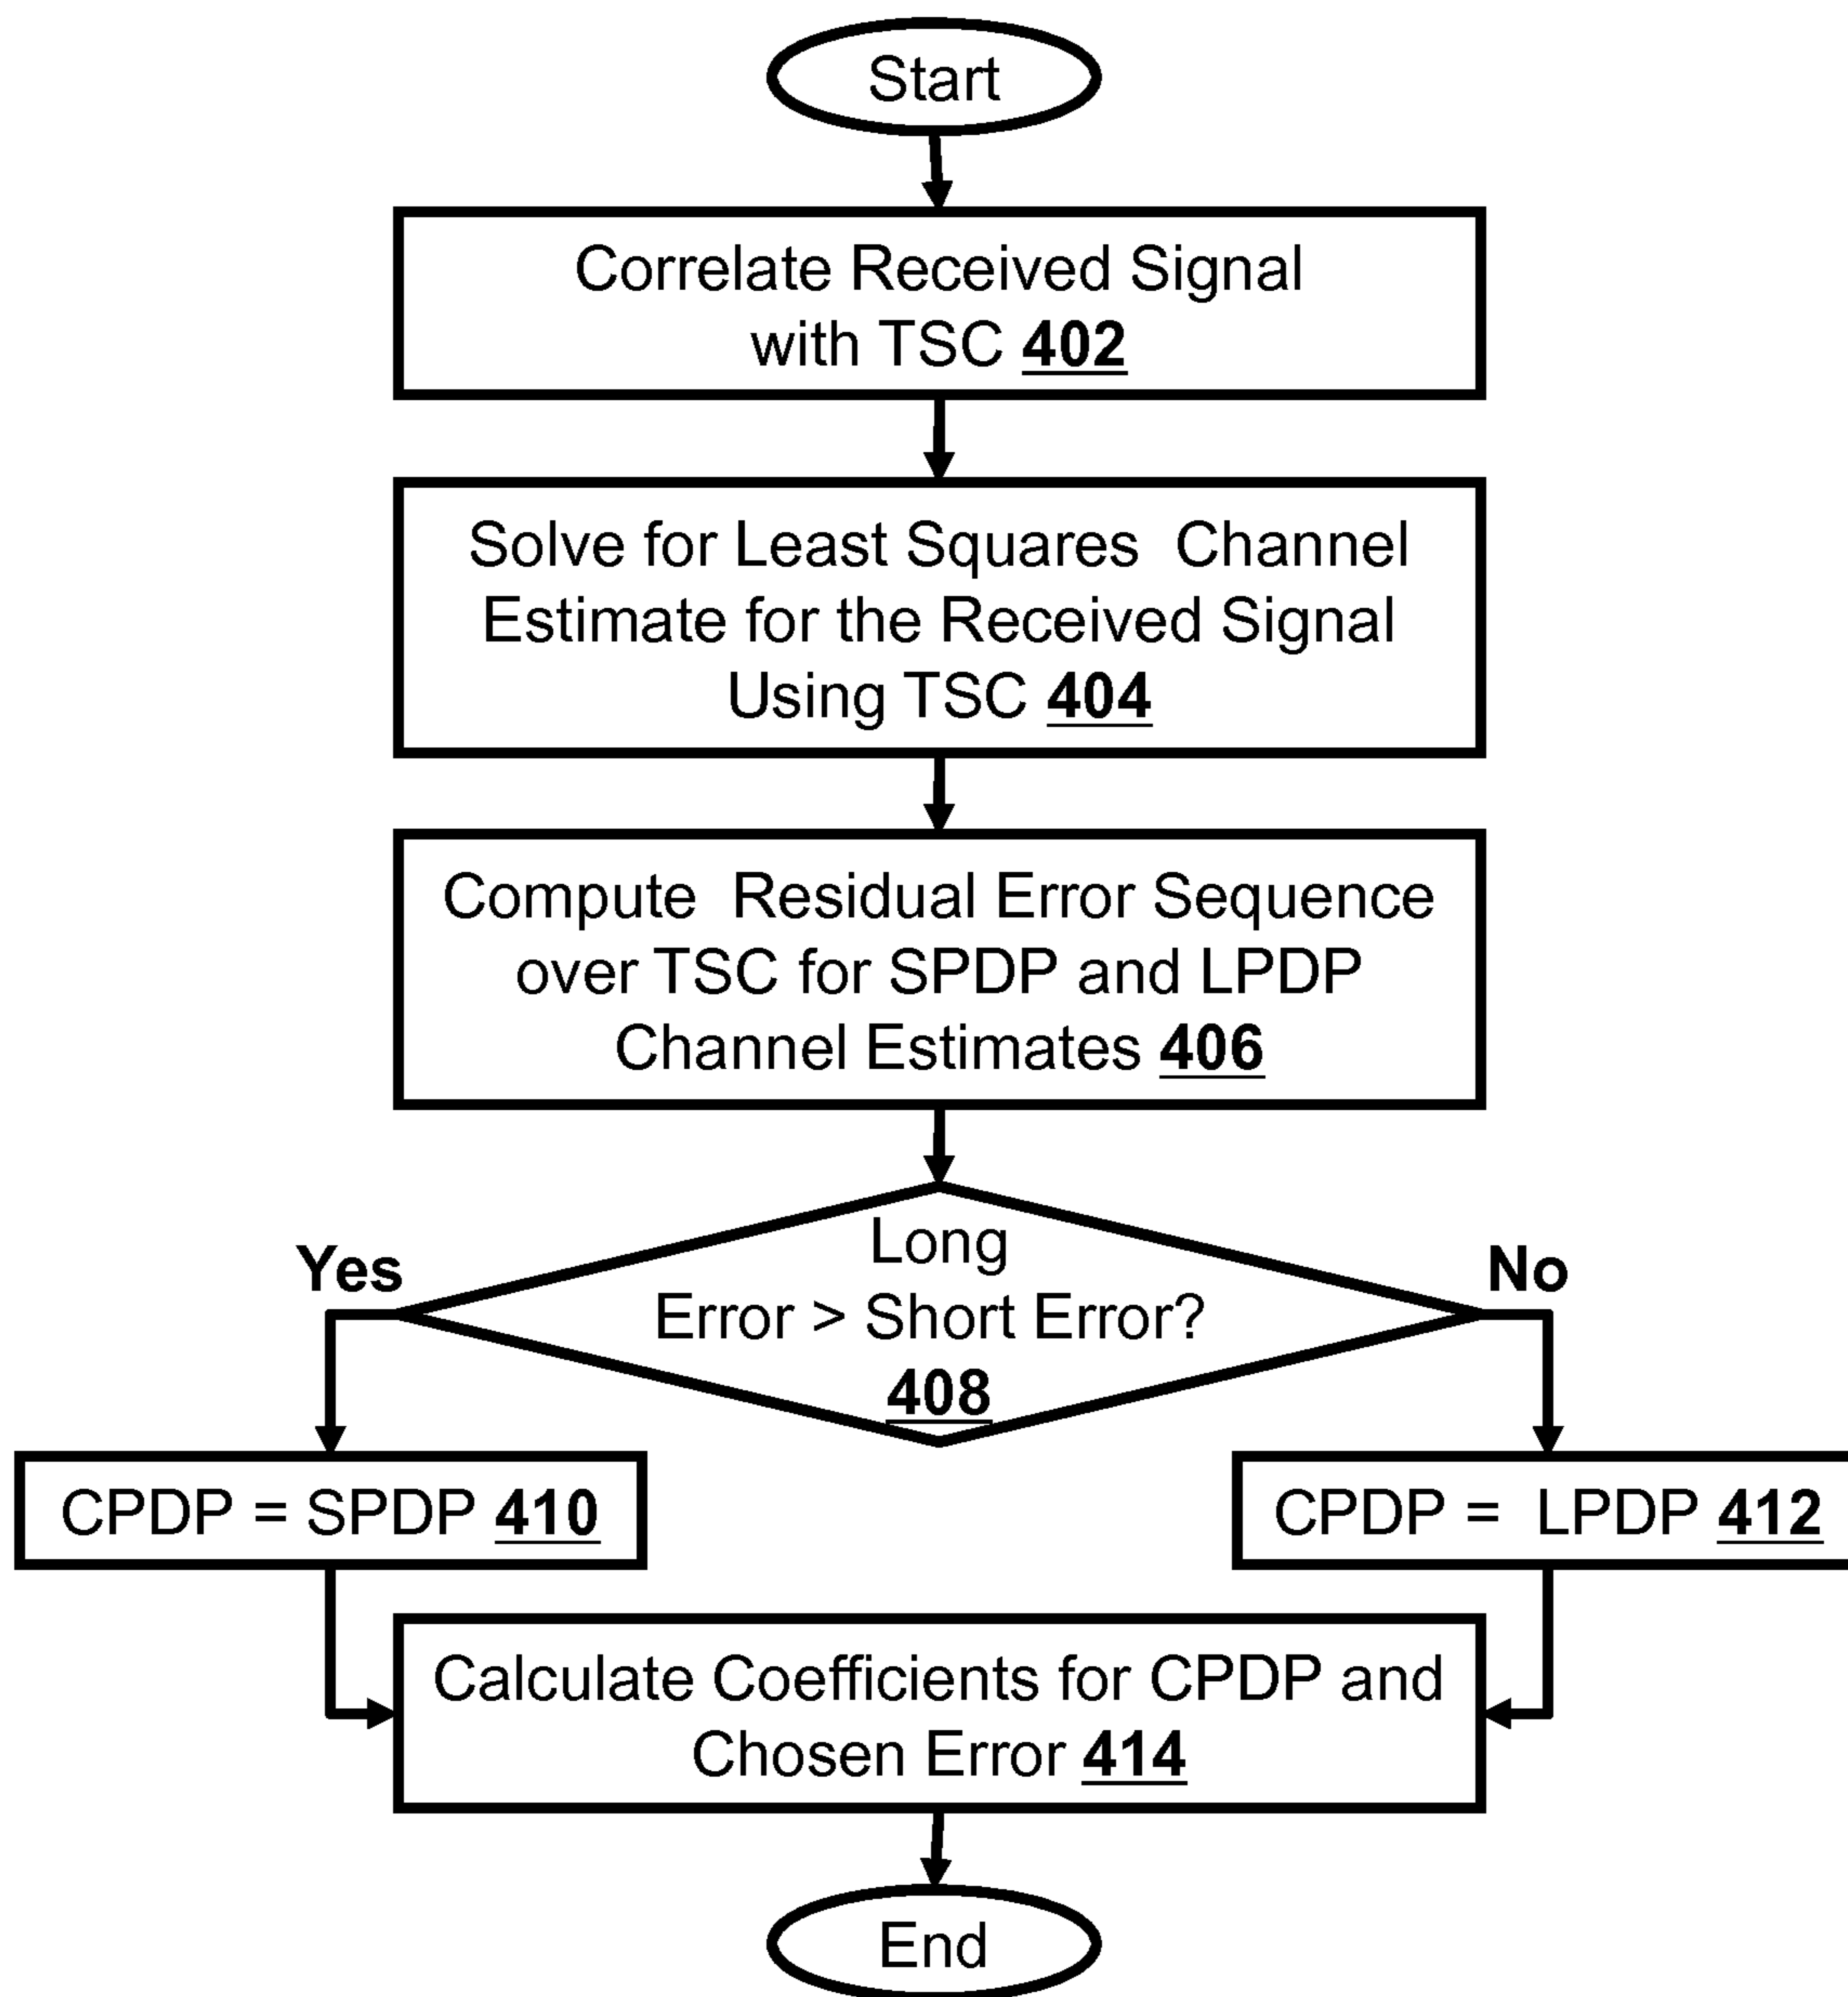 Start
Correlate Received Signal
with TSC 402
Solve for Least Squares Channel
Estimate for the Received Signal
Using TSC 404
Compute Residual Error Sequence
over TSC for SPDP and LPDP
Channel Estimates 406
Long
Error > Short Error?
408
Yes
No
CPDP = SPDP 410
CPDP = LPDP 412
Calculate Coefficients for CPDP and
Chosen Error 414
End